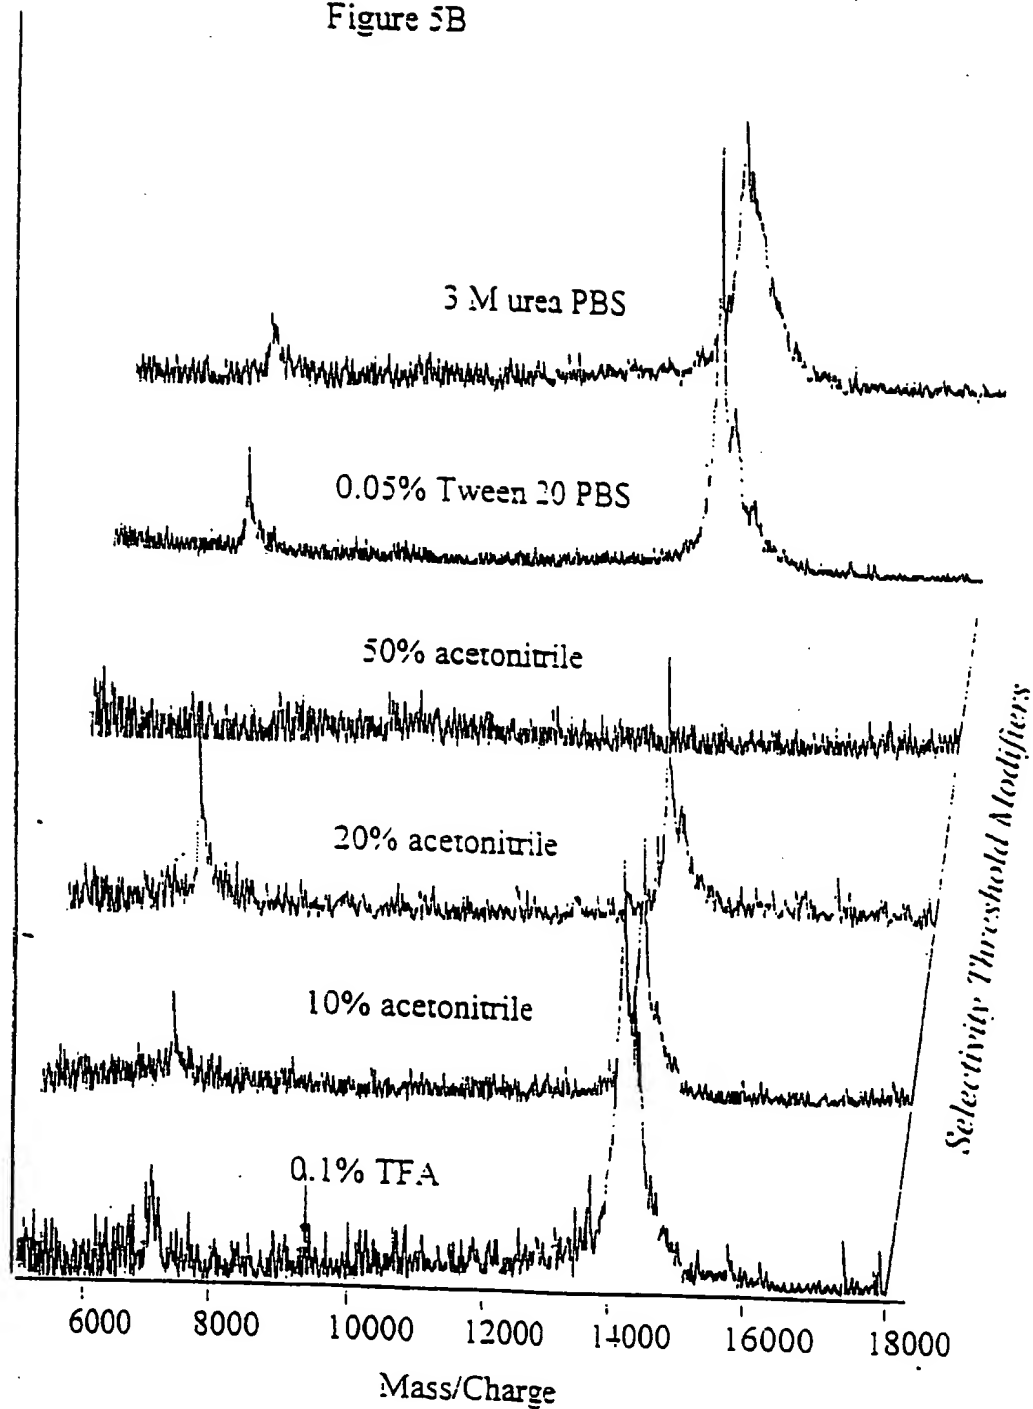 Figure 5B
3 M urea PBS
0.05% Tween 20 PBS
50% acetonitrile
20% acetonitrile
10% acetonitrile
0.1% TFA
Selectivity Threshold Modifiers
6000 8000 10000 12000 14000 16000 18000
Mass/Charge